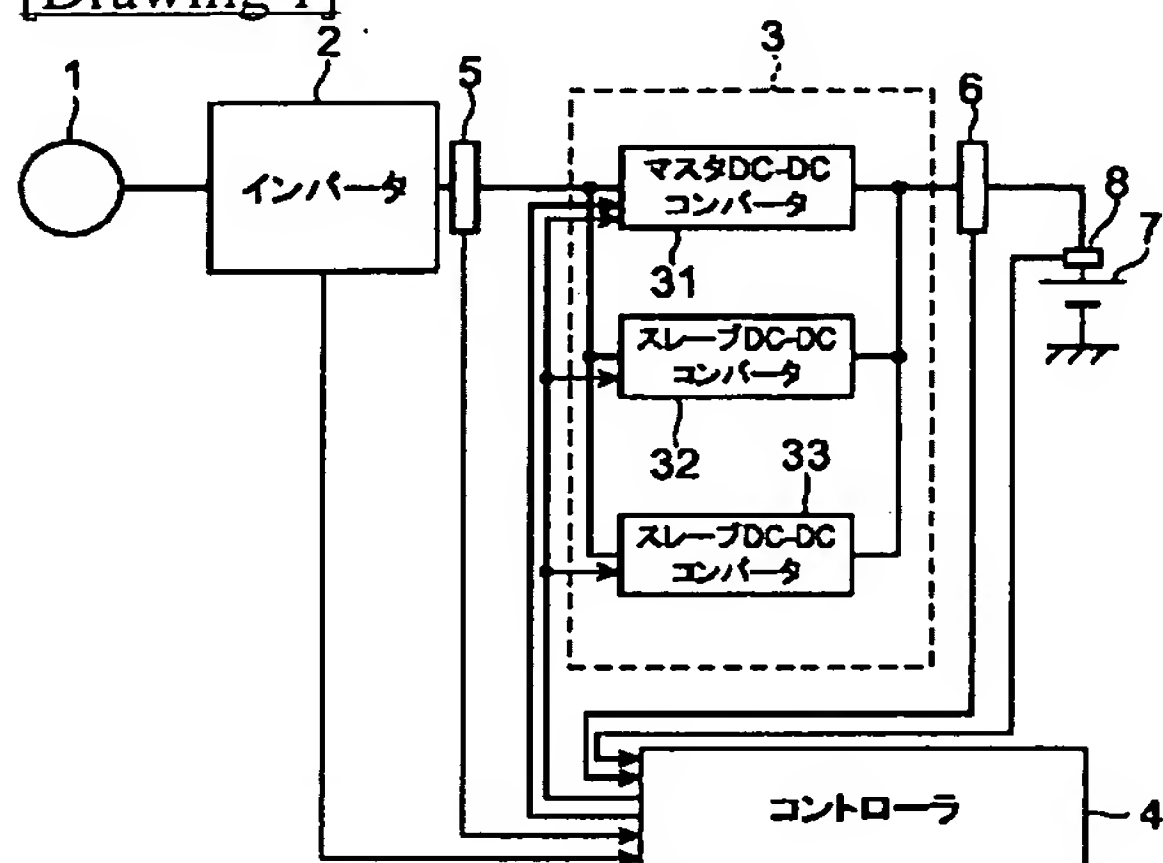 [Drawing 1]
1
2
5
3
6
8
7
インバータ
マスタDC-DC
コンバータ
31
スレーブDC-DC
コンバータ
32
33
スレーブDC-DC
コンバータ
コントローラ
4